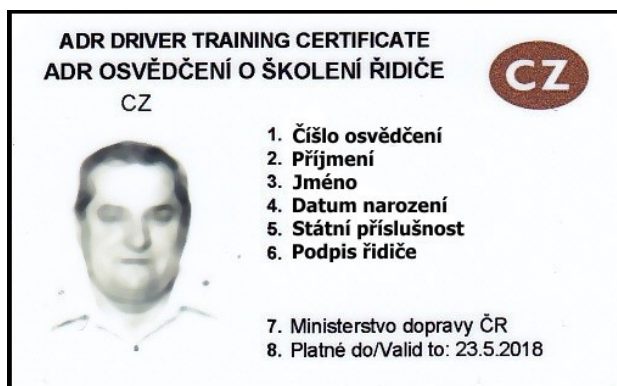 ADR DRIVER TRAINING CERTIFICATE
ADR OSVĚDČENÍ O ŠKOLENÍ ŘIDIČE
CZ
CZ
1. Číšlo osvědčení
2. Příjmení
3. Jméno
4. Datum narození
5. Státní příslušnost
6. Podpis řidiče
7. Ministerstvo dopravy ČR
8. Platné do/Valid to: 23.5.2018